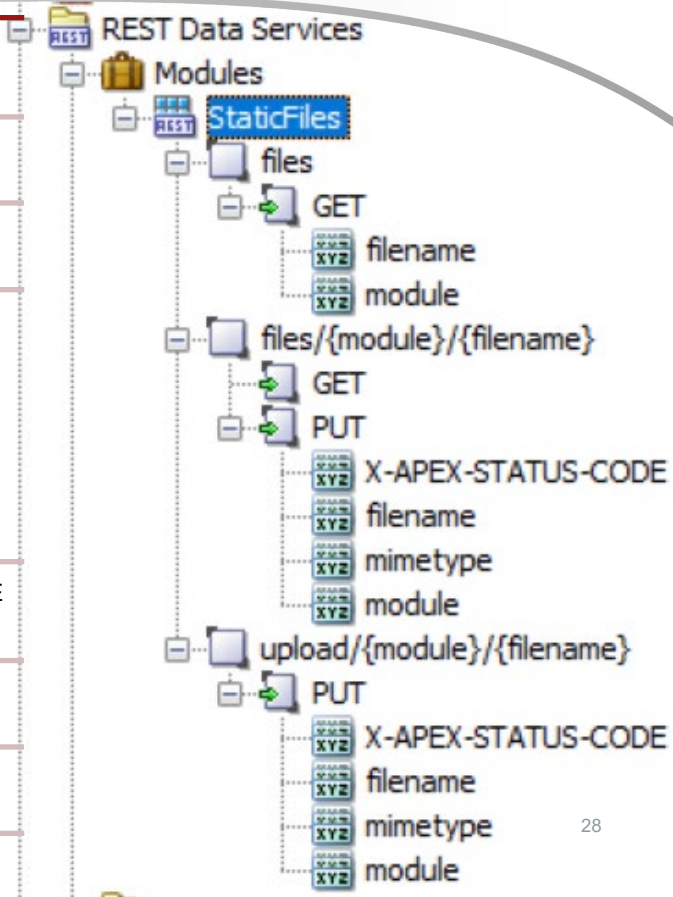 REST Data Services
Modules
StaticFiles
files
GET
filename
module
files/{module}/{filename}
GET
PUT
X-APEX-STATUS-CODE
filename
mimetype
E
module
upload/{module}/{filename}
PUT
X-APEX-STATUS-CODE
filename
mimetype
28
module